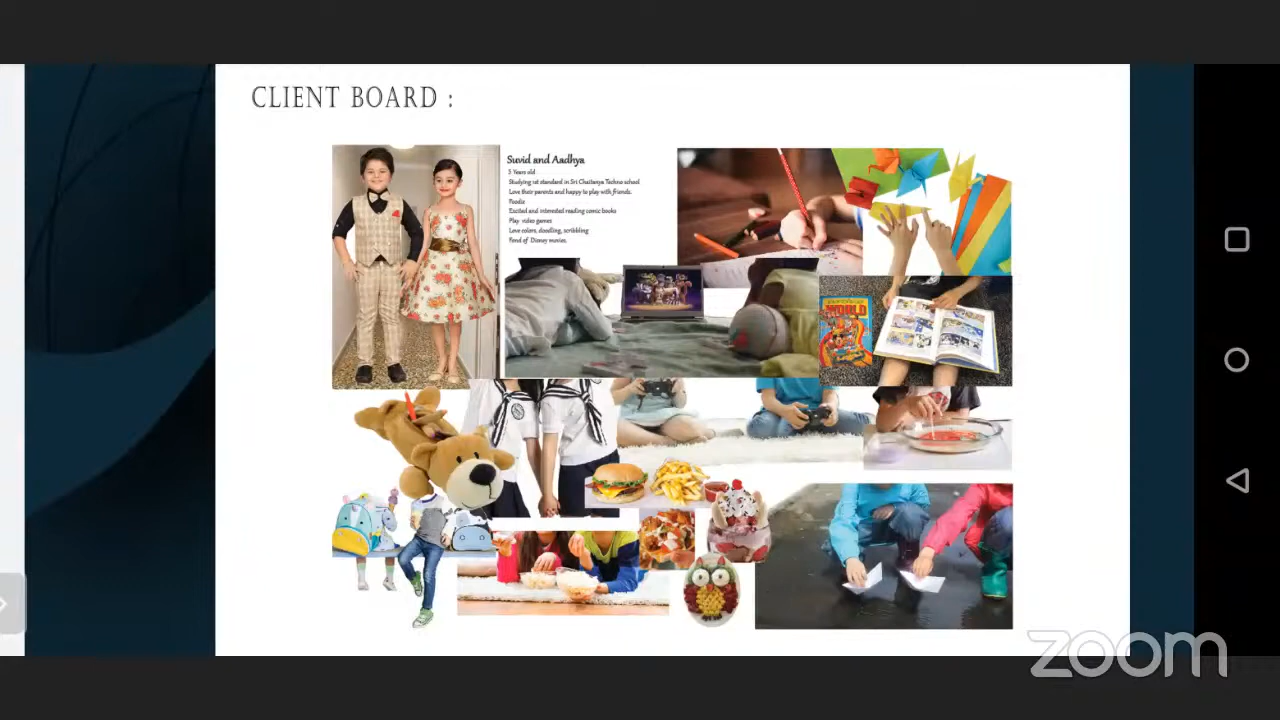 CLIENT BOARD :
Suvid and Aadhya
5 Years old
Studying 1st standard in Sri Chaitanya Techno school
Love their parents and happy to play with friends.
Foodie
Excited and interested reading comic books
Play video games
Love colors, doodling, scribbling
Fond of Disney movies.
WORLD
zoom